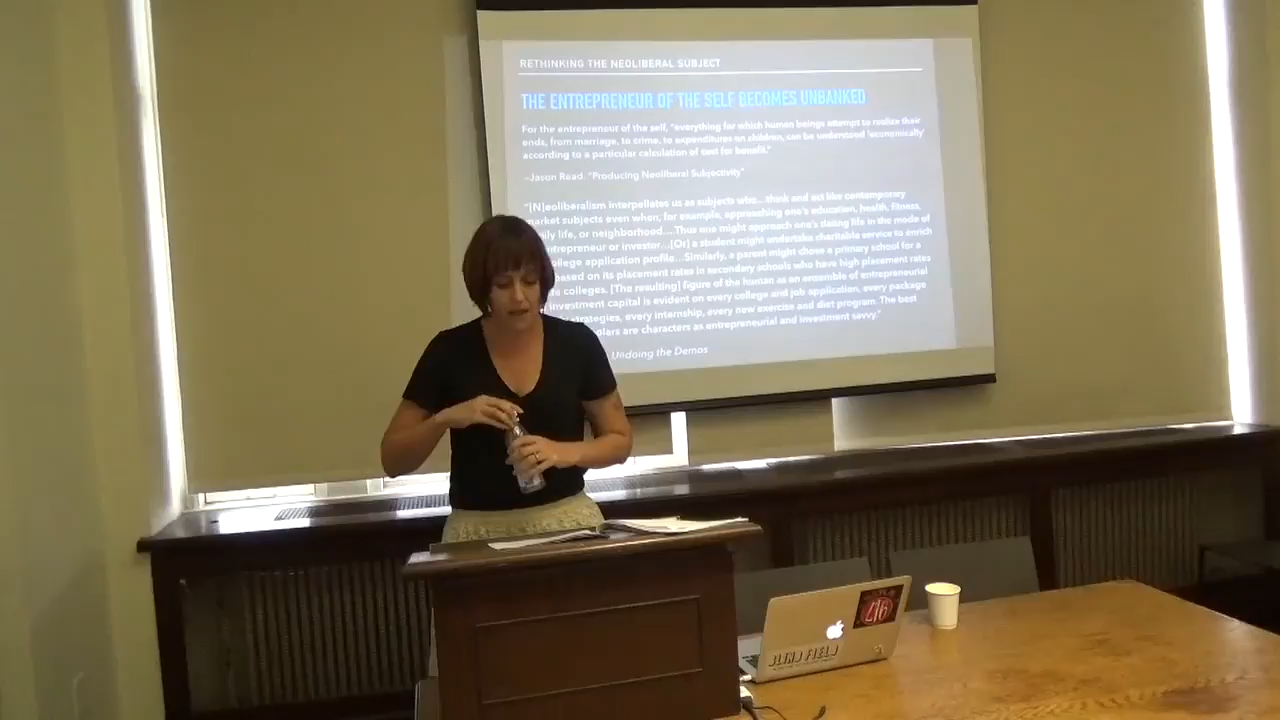 RETHINKING THE NEOLIBERAL SUBJECT
THE ENTREPRENEUR OF THE SELF BECOMES UNBANKED
For the entrepreneur of the self, "everything for which human beings attempt to realize their
ends, from marriage, to crime, to expenditures on children, can be understood 'economically
according to a particular calculation of cost for benefit."
–Jason Read, "Producing Neoliberal Subjectivity"
"[N]eoliberalism interpellates us as subjects who...think and act like contemporary
market subjects even when, for example, approaching one's education, health, fitness,
family life, or neighborhood....Thus one might approach one's dating life in the mode of
entrepreneur or investor...[Or] a student might undertake charitable service to enrich
college application profile...Similarly, a parent might chose a primary school for a
based on its placement rates in secondary schools who have high placement rates
colleges. [The resulting] figure of the human as an ensemble of entrepreneurial
investment capital is evident on every college and job application, every package
strategies, every internship, every new exercise and diet program. The best
are characters as entrepreneurial and investment savvy."
Undoing the Demos
BLIND FIELD